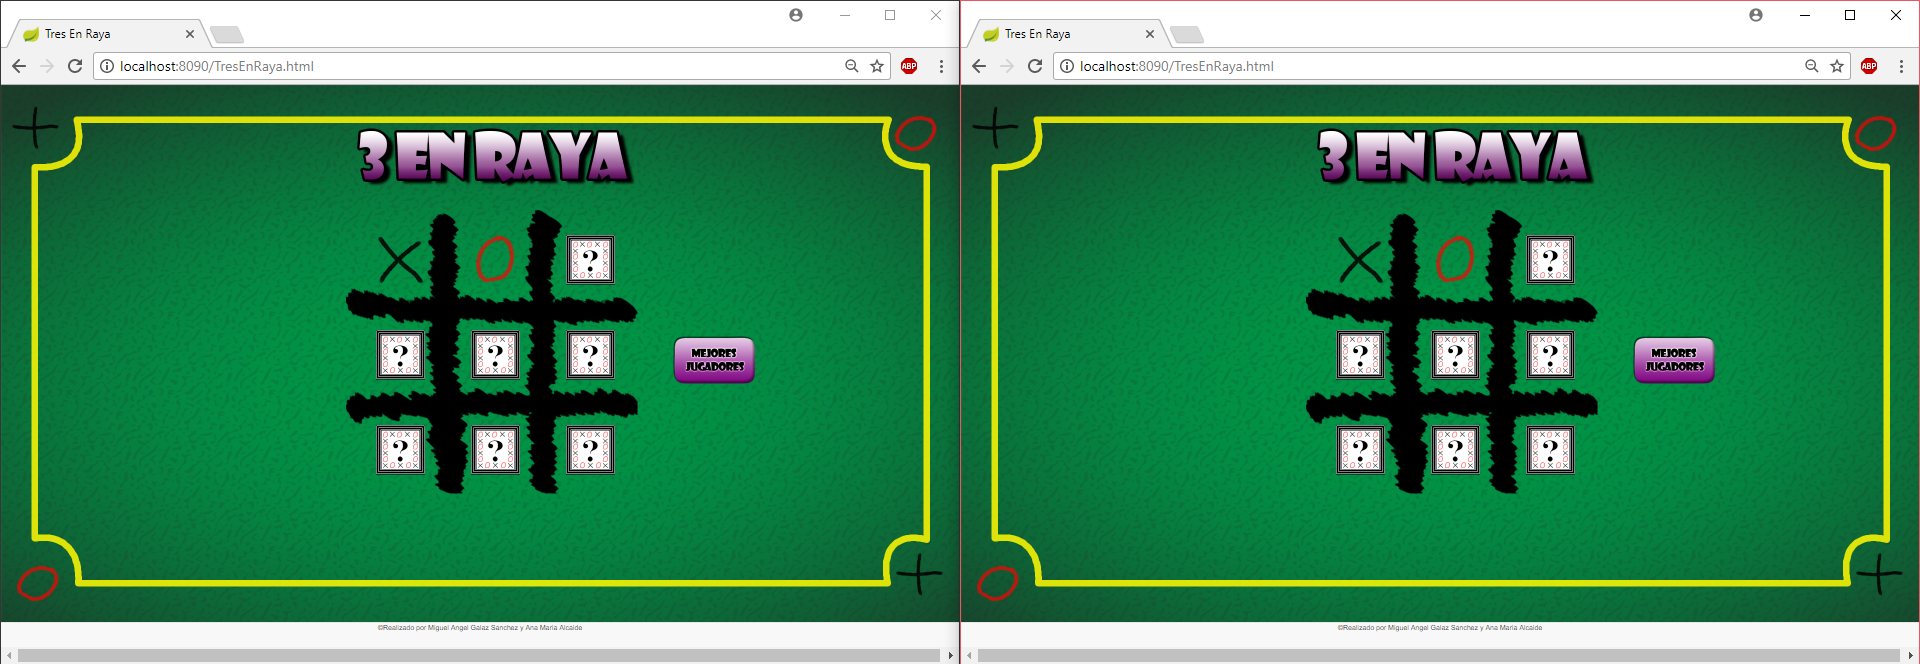 Tres En Raya
localhost:8090/TresEnRaya.html
ABP
3 EN RAYA
X O ?
? ? ?
MEJORES
JUGADORES
? ? ?
©Realizado por Miguel Angel Galaz Sanchez y Ana Maria Alcaide
Tres En Raya
localhost:8090/TresEnRaya.html
ABP
3 EN RAYA
X O ?
? ? ?
MEJORES
JUGADORES
? ? ?
©Realizado por Miguel Angel Galaz Sanchez y Ana Maria Alcaide